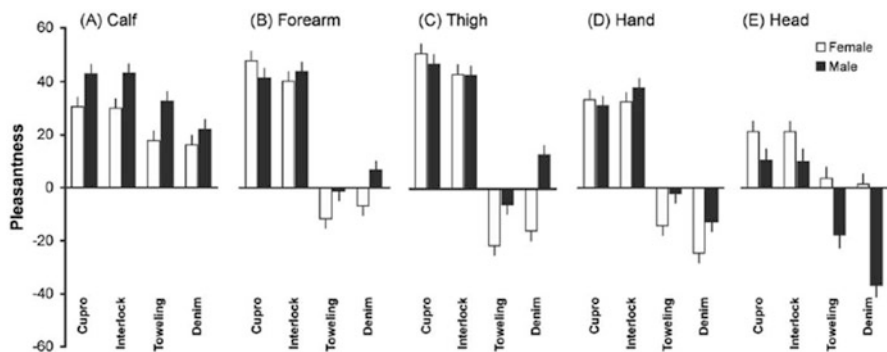 (A) Calf
(B) Forearm
(C) Thigh
(D) Hand
(E) Head
Female
Male
Pleasantness
60
40
20
0
-20
-40
-60
Cupro
Interlock
Toweling
Denim
Cupro
Interlock
Toweling
Denim
Cupro
Interlock
Toweling
Denim
Cupro
Interlock
Toweling
Denim
Cupro
Interlock
Toweling
Denim